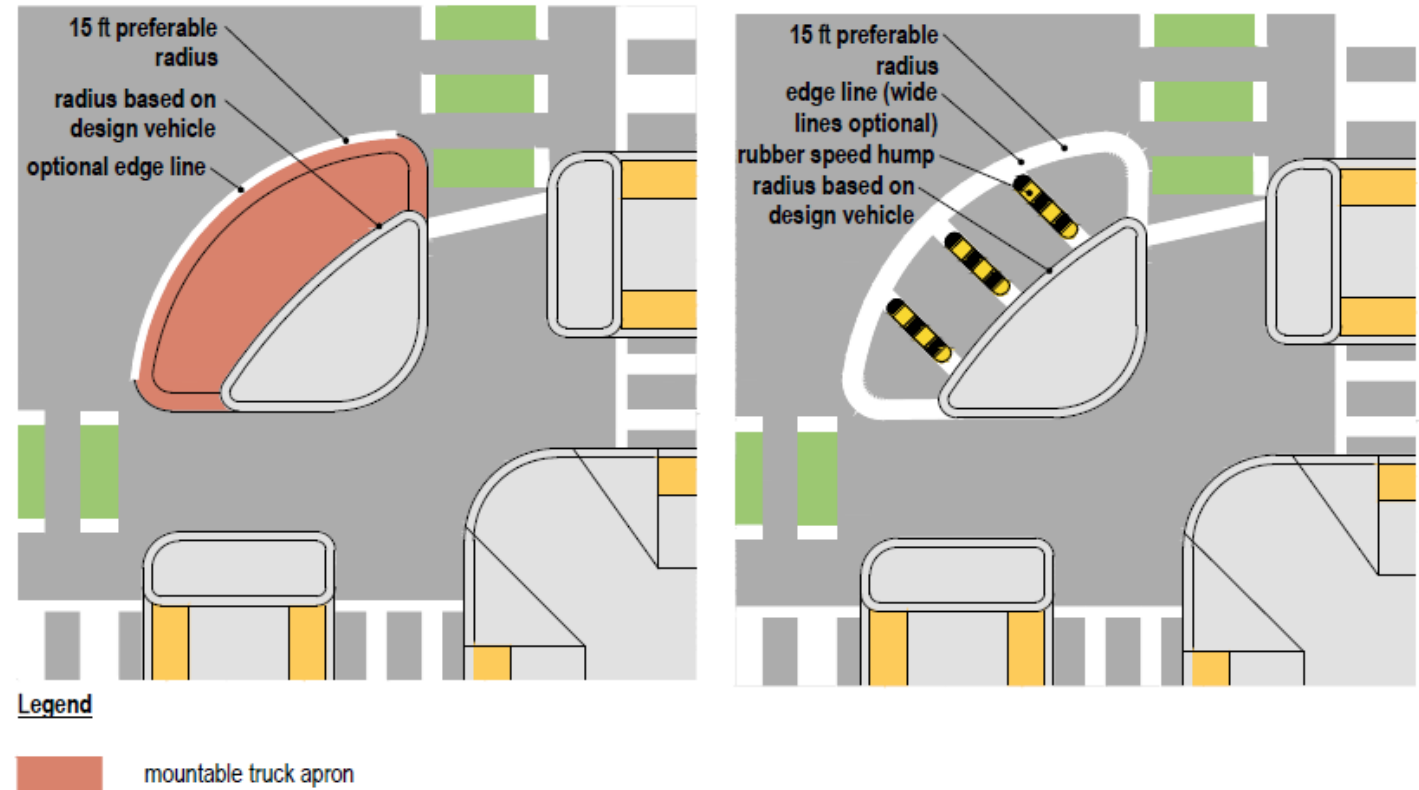 15 ft preferable
radius
radius based on
design vehicle
optional edge line
15 ft preferable
radius
edge line (wide
lines optional)
rubber speed hump
radius based on
design vehicle
Legend
mountable truck apron